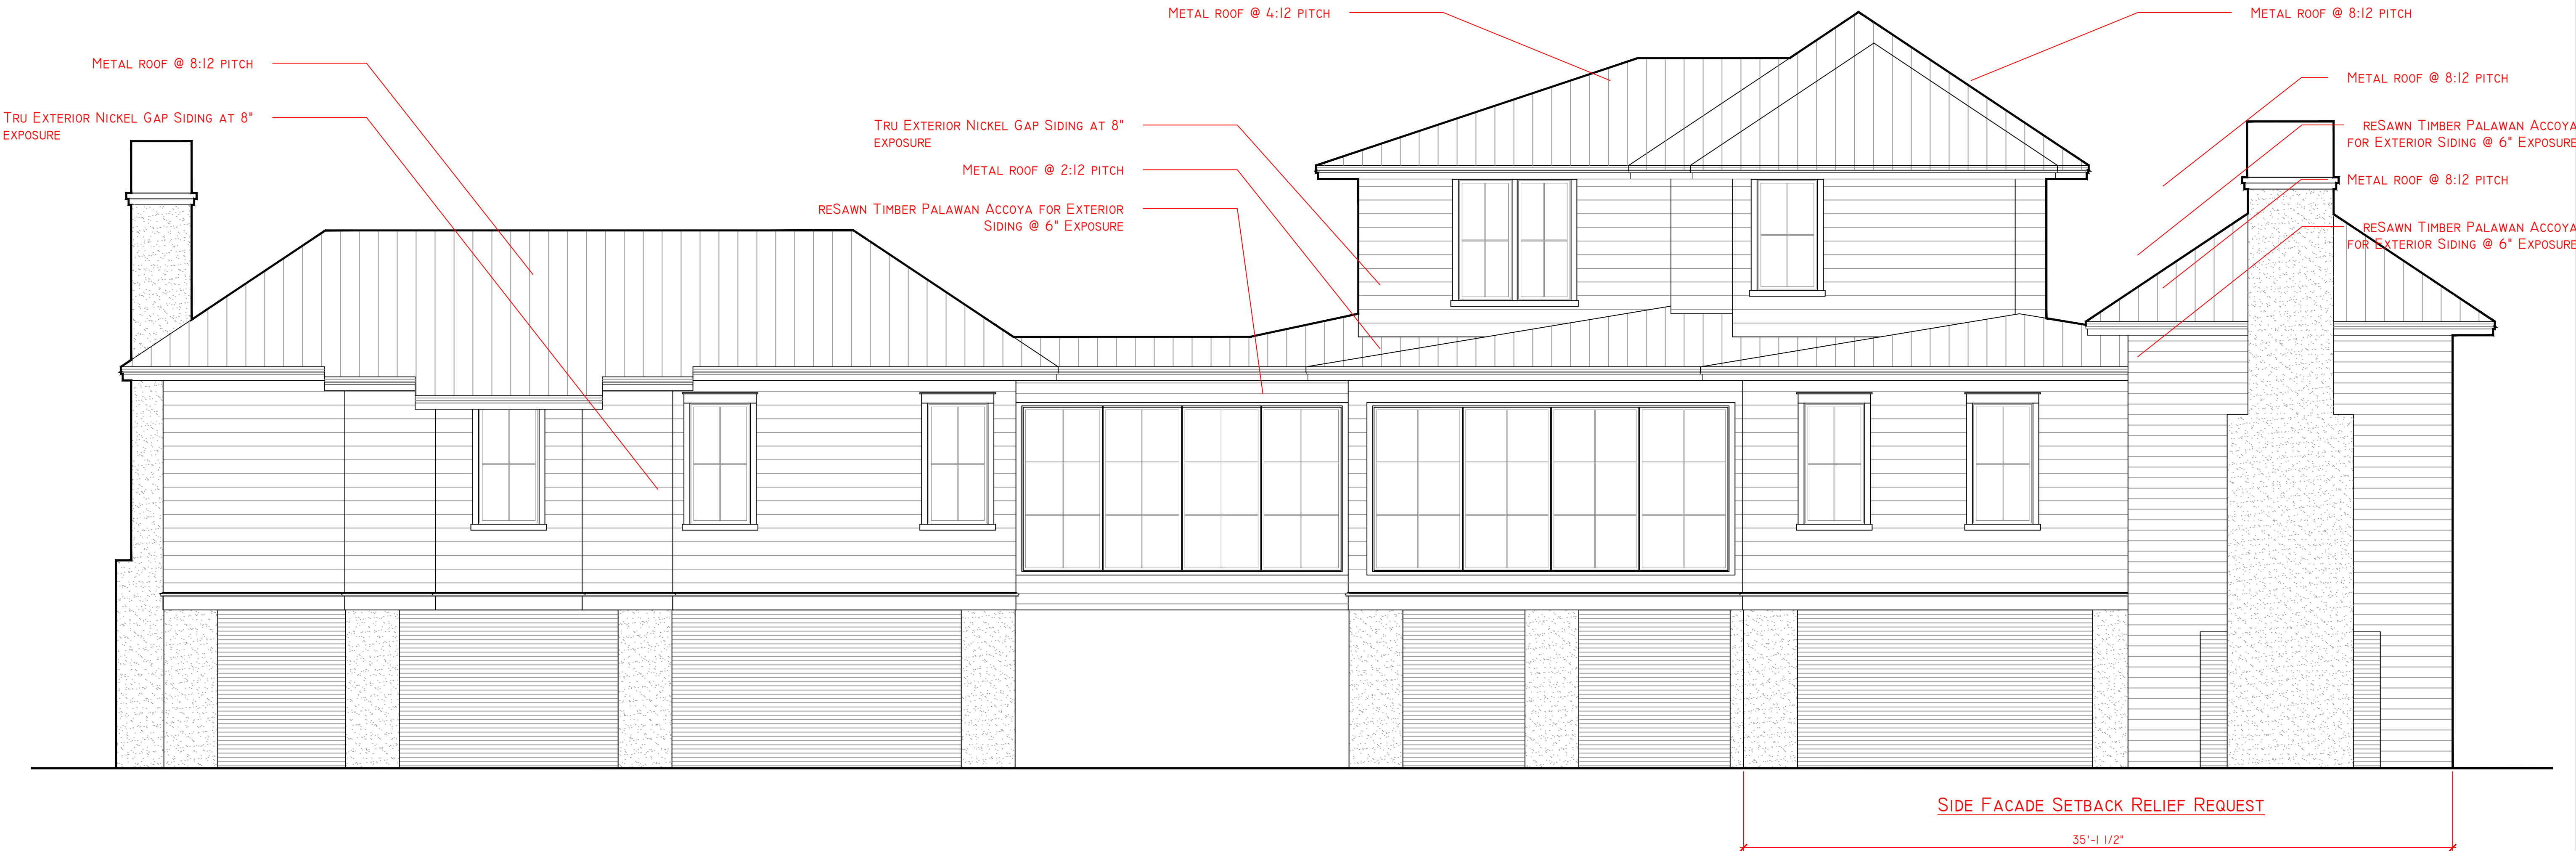 Metal roof @ 4:12 pitch
Metal roof @ 8:12 pitch
Metal roof @ 8:12 pitch
Tru Exterior Nickel Gap Siding at 8"
exposure
Tru Exterior Nickel Gap Siding at 8"
exposure
Metal roof @ 2:12 pitch
reSawn Timber Palawan Accoya for Exterior
Siding @ 6" Exposure
Metal roof @ 8:12 pitch
reSawn Timber Palawan Accoya
for Exterior Siding @ 6" Exposure
Metal roof @ 8:12 pitch
reSawn Timber Palawan Accoya
for Exterior Siding @ 6" Exposure
Side Facade Setback Relief Request
35'-1 1/2"